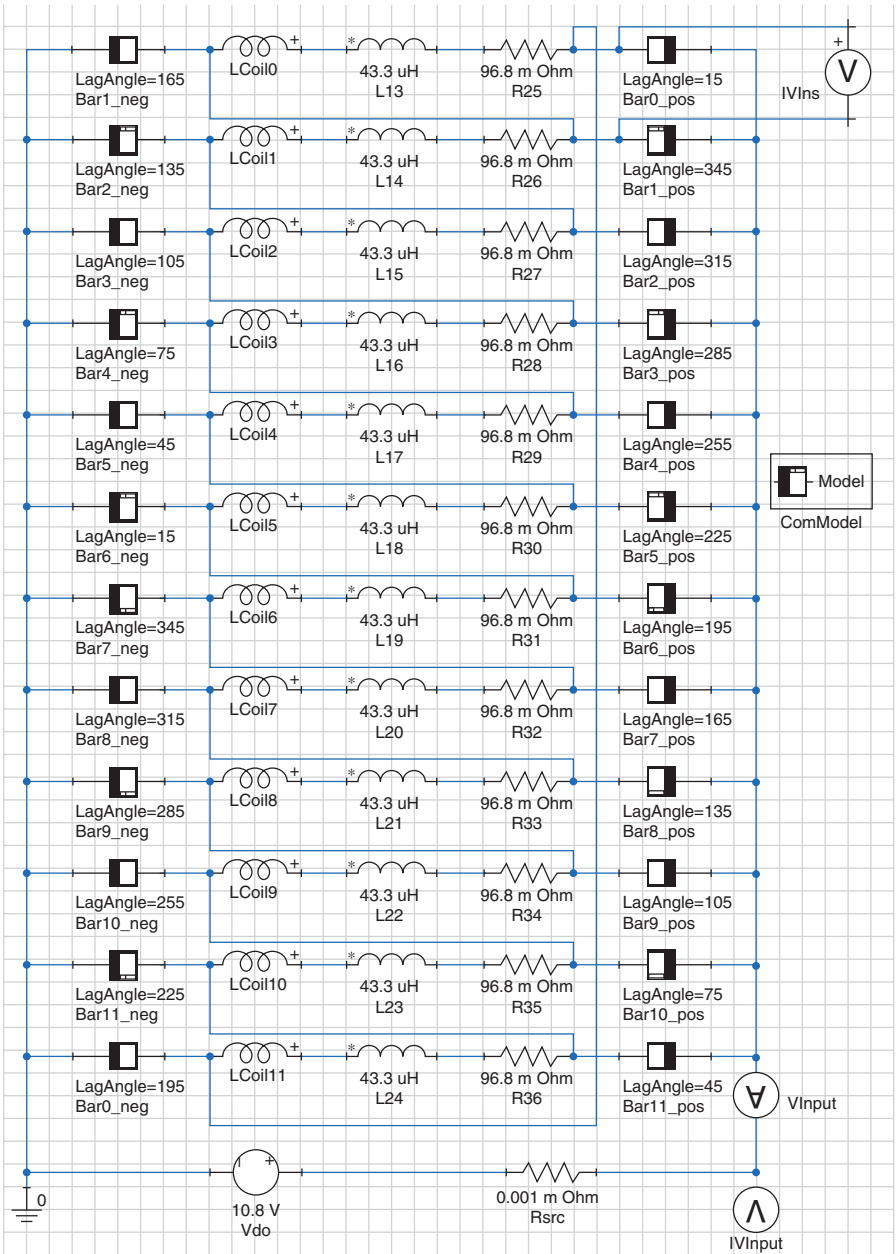 LagAngle=165
Bar1_neg
LCoil0
+
*
43.3 uH
L13
96.8 m Ohm
R25
LagAngle=15
Bar0_pos
+
V
IVIns
LagAngle=135
Bar2_neg
LCoil1
+
*
43.3 uH
L14
96.8 m Ohm
R26
LagAngle=345
Bar1_pos
LagAngle=105
Bar3_neg
LCoil2
+
*
43.3 uH
L15
96.8 m Ohm
R27
LagAngle=315
Bar2_pos
LagAngle=75
Bar4_neg
LCoil3
+
*
43.3 uH
L16
96.8 m Ohm
R28
LagAngle=285
Bar3_pos
LagAngle=45
Bar5_neg
LCoil4
+
*
43.3 uH
L17
96.8 m Ohm
R29
LagAngle=255
Bar4_pos
Model
ComModel
LagAngle=15
Bar6_neg
LCoil5
+
*
43.3 uH
L18
96.8 m Ohm
R30
LagAngle=225
Bar5_pos
LagAngle=345
Bar7_neg
LCoil6
+
*
43.3 uH
L19
96.8 m Ohm
R31
LagAngle=195
Bar6_pos
LagAngle=315
Bar8_neg
LCoil7
+
*
43.3 uH
L20
96.8 m Ohm
R32
LagAngle=165
Bar7_pos
LagAngle=285
Bar9_neg
LCoil8
+
*
43.3 uH
L21
96.8 m Ohm
R33
LagAngle=135
Bar8_pos
LagAngle=255
Bar10_neg
LCoil9
+
*
43.3 uH
L22
96.8 m Ohm
R34
LagAngle=105
Bar9_pos
LagAngle=225
Bar11_neg
LCoil10
+
*
43.3 uH
L23
96.8 m Ohm
R35
LagAngle=75
Bar10_pos
LagAngle=195
Bar0_neg
LCoil11
+
*
43.3 uH
L24
96.8 m Ohm
R36
LagAngle=45
Bar11_pos
A
VInput
0
+
10.8 V
Vdo
0.001 m Ohm
Rsrc
V
IVInput